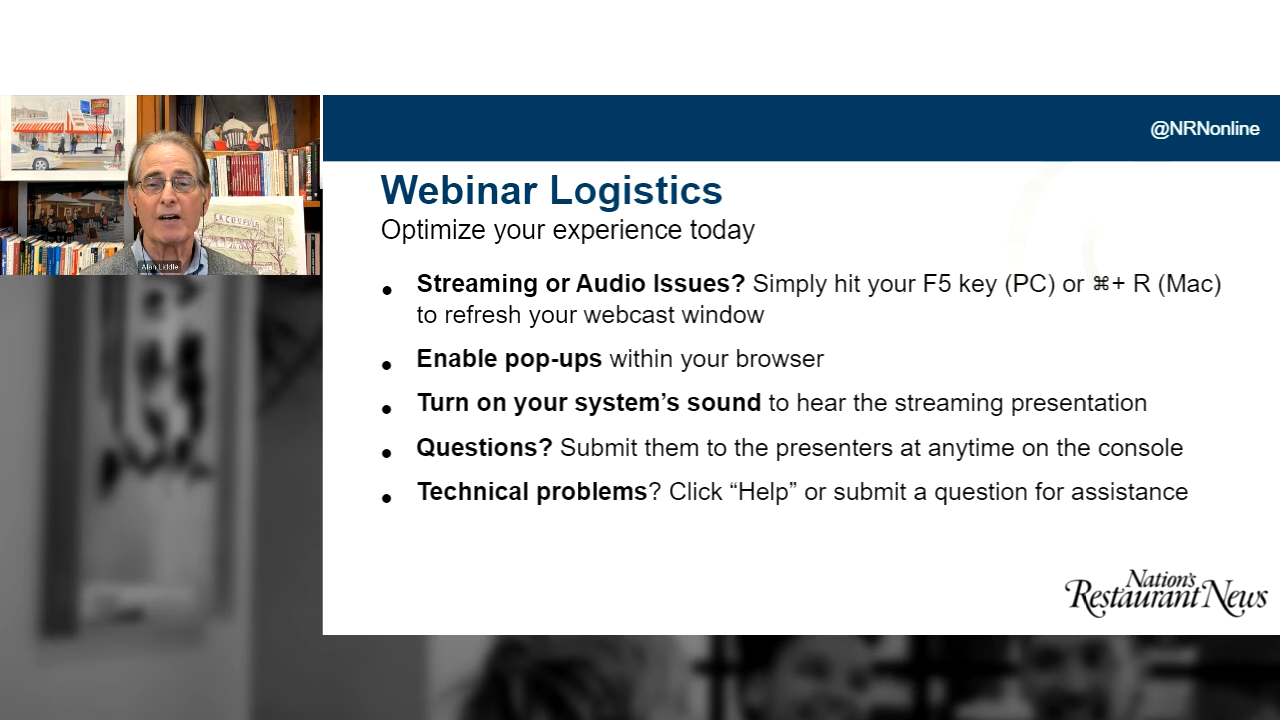 @NRNonline
Webinar Logistics
Optimize your experience today
• Streaming or Audio Issues? Simply hit your F5 key (PC) or ⌘+ R (Mac)
to refresh your webcast window
• Enable pop-ups within your browser
• Turn on your system’s sound to hear the streaming presentation
• Questions? Submit them to the presenters at anytime on the console
• Technical problems? Click “Help” or submit a question for assistance
Alan Liddle
Nation's
Restaurant News